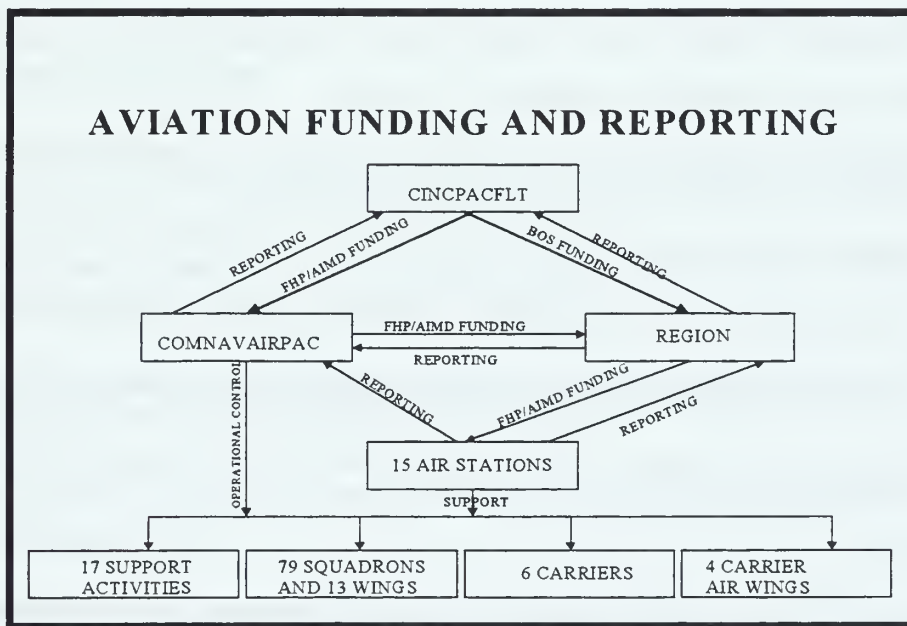 AVIATION FUNDING AND REPORTING
CINCPACFLT
REPORTING
FHP/AIMD FUNDING
BOS FUNDING
REPORTING
COMNAVAIRPAC
FHP/AIMD FUNDING
REPORTING
REGION
OPERATIONAL CONTROL
REPORTING
FHP/AIMD FUNDING
REPORTING
15 AIR STATIONS
SUPPORT
17 SUPPORT
ACTIVITIES
79 SQUADRONS
AND 13 WINGS
6 CARRIERS
4 CARRIER
AIR WINGS